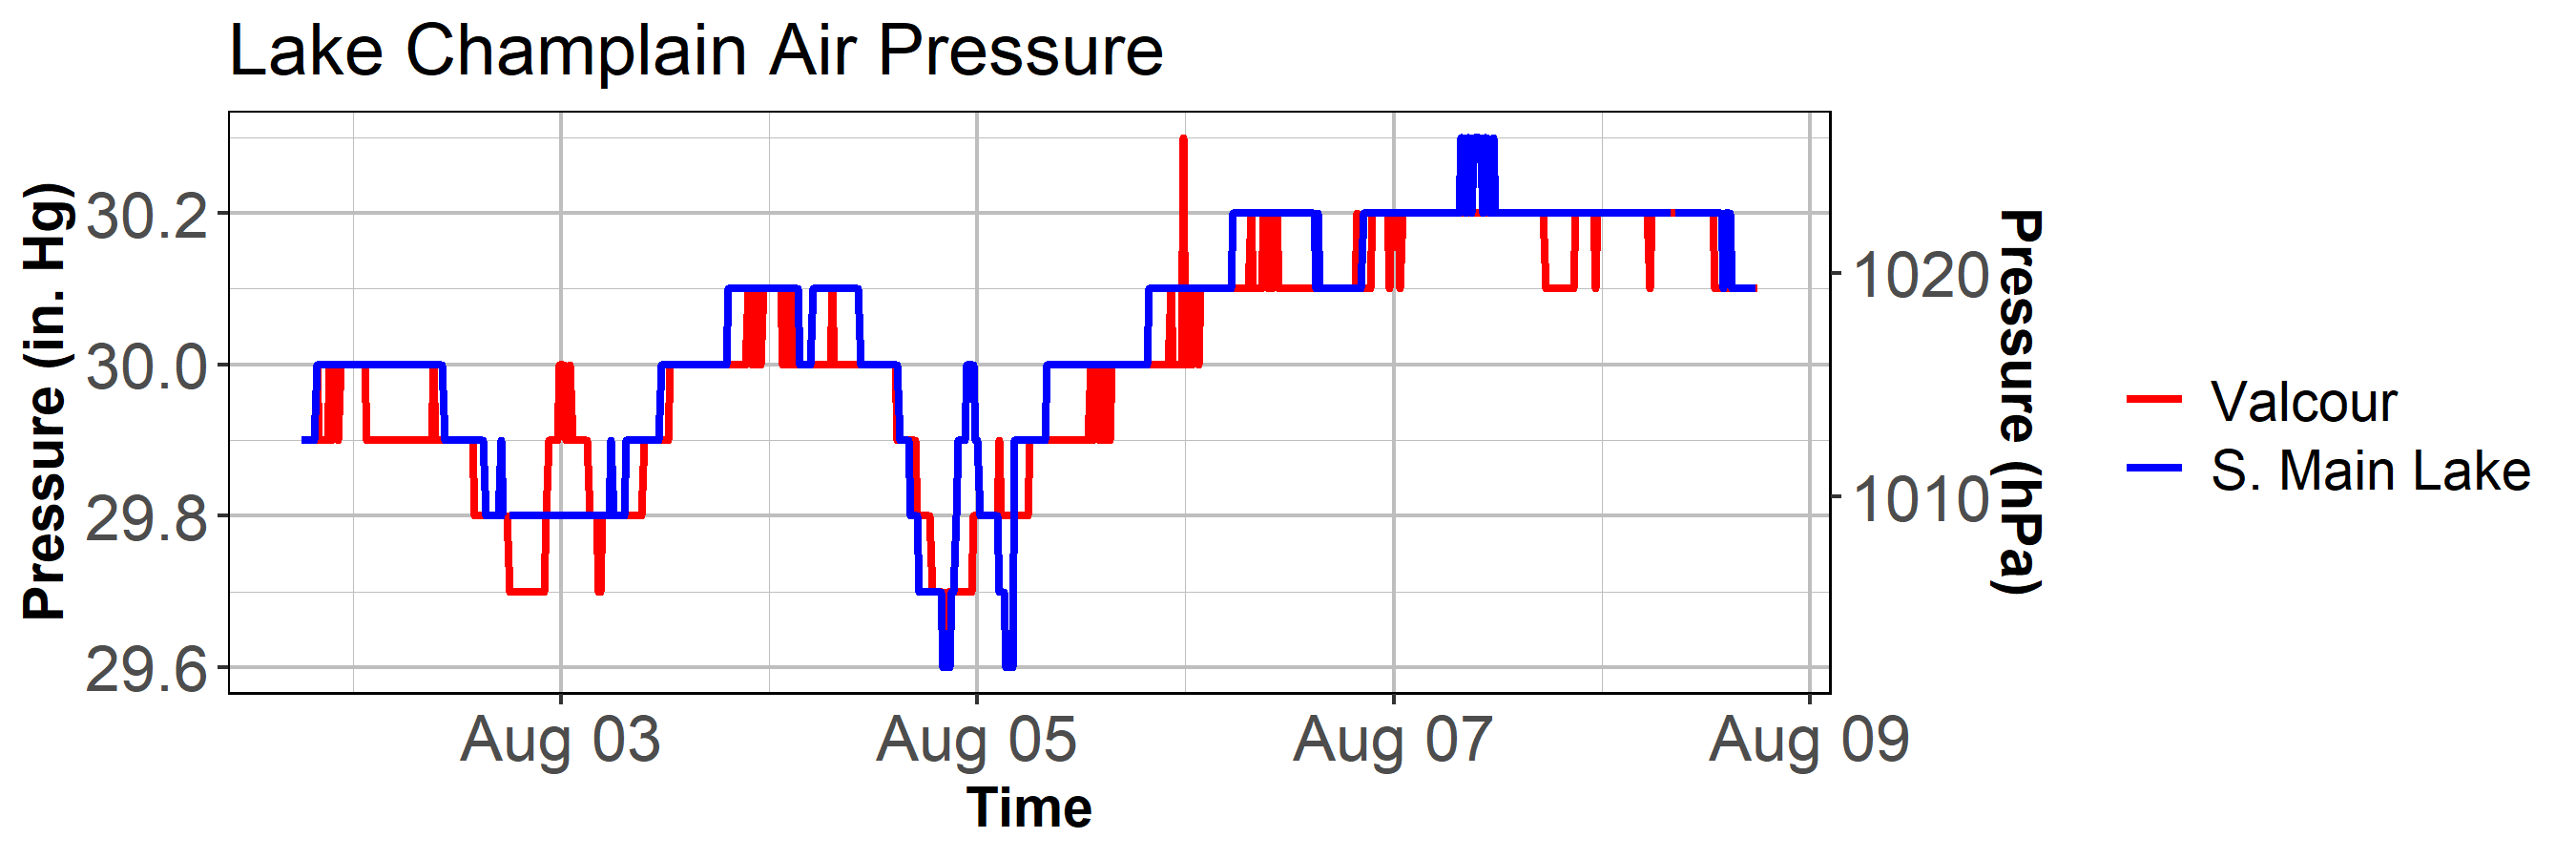 Lake Champlain Air Pressure
Pressure (in. Hg)
30.2
30.0
29.8
29.6
Aug 03
Aug 05
Aug 07
Aug 09
Time
1020
1010
Pressure (hPa)
Valcour
S. Main Lake